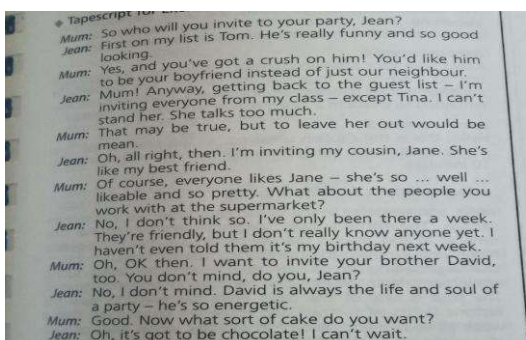 Tapescript for
Mum: So who will you invite to your party, Jean?
Jean: First on my list is Tom. He's really funny and so good
looking.
Mum: Yes, and you've got a crush on him! You'd like him
to be your boyfriend instead of just our neighbour.
Jean: Mum! Anyway, getting back to the guest list – I'm
inviting everyone from my class – except Tina. I can't
stand her. She talks too much.
Mum: That may be true, but to leave her out would be
mean.
Jean: Oh, all right, then. I'm inviting my cousin, Jane. She's
like my best friend.
Mum: Of course, everyone likes Jane – she's so ... well ...
likeable and so pretty. What about the people you
work with at the supermarket?
Jean: No, I don't think so. I've only been there a week.
They're friendly, but I don't really know anyone yet. I
haven't even told them it's my birthday next week.
Mum: Oh, OK then. I want to invite your brother David,
too. You don't mind, do you, Jean?
Jean: No, I don't mind. David is always the life and soul of
a party – he's so energetic.
Mum: Good. Now what sort of cake do you want?
Jean: Oh, it's got to be chocolate! I can't wait.